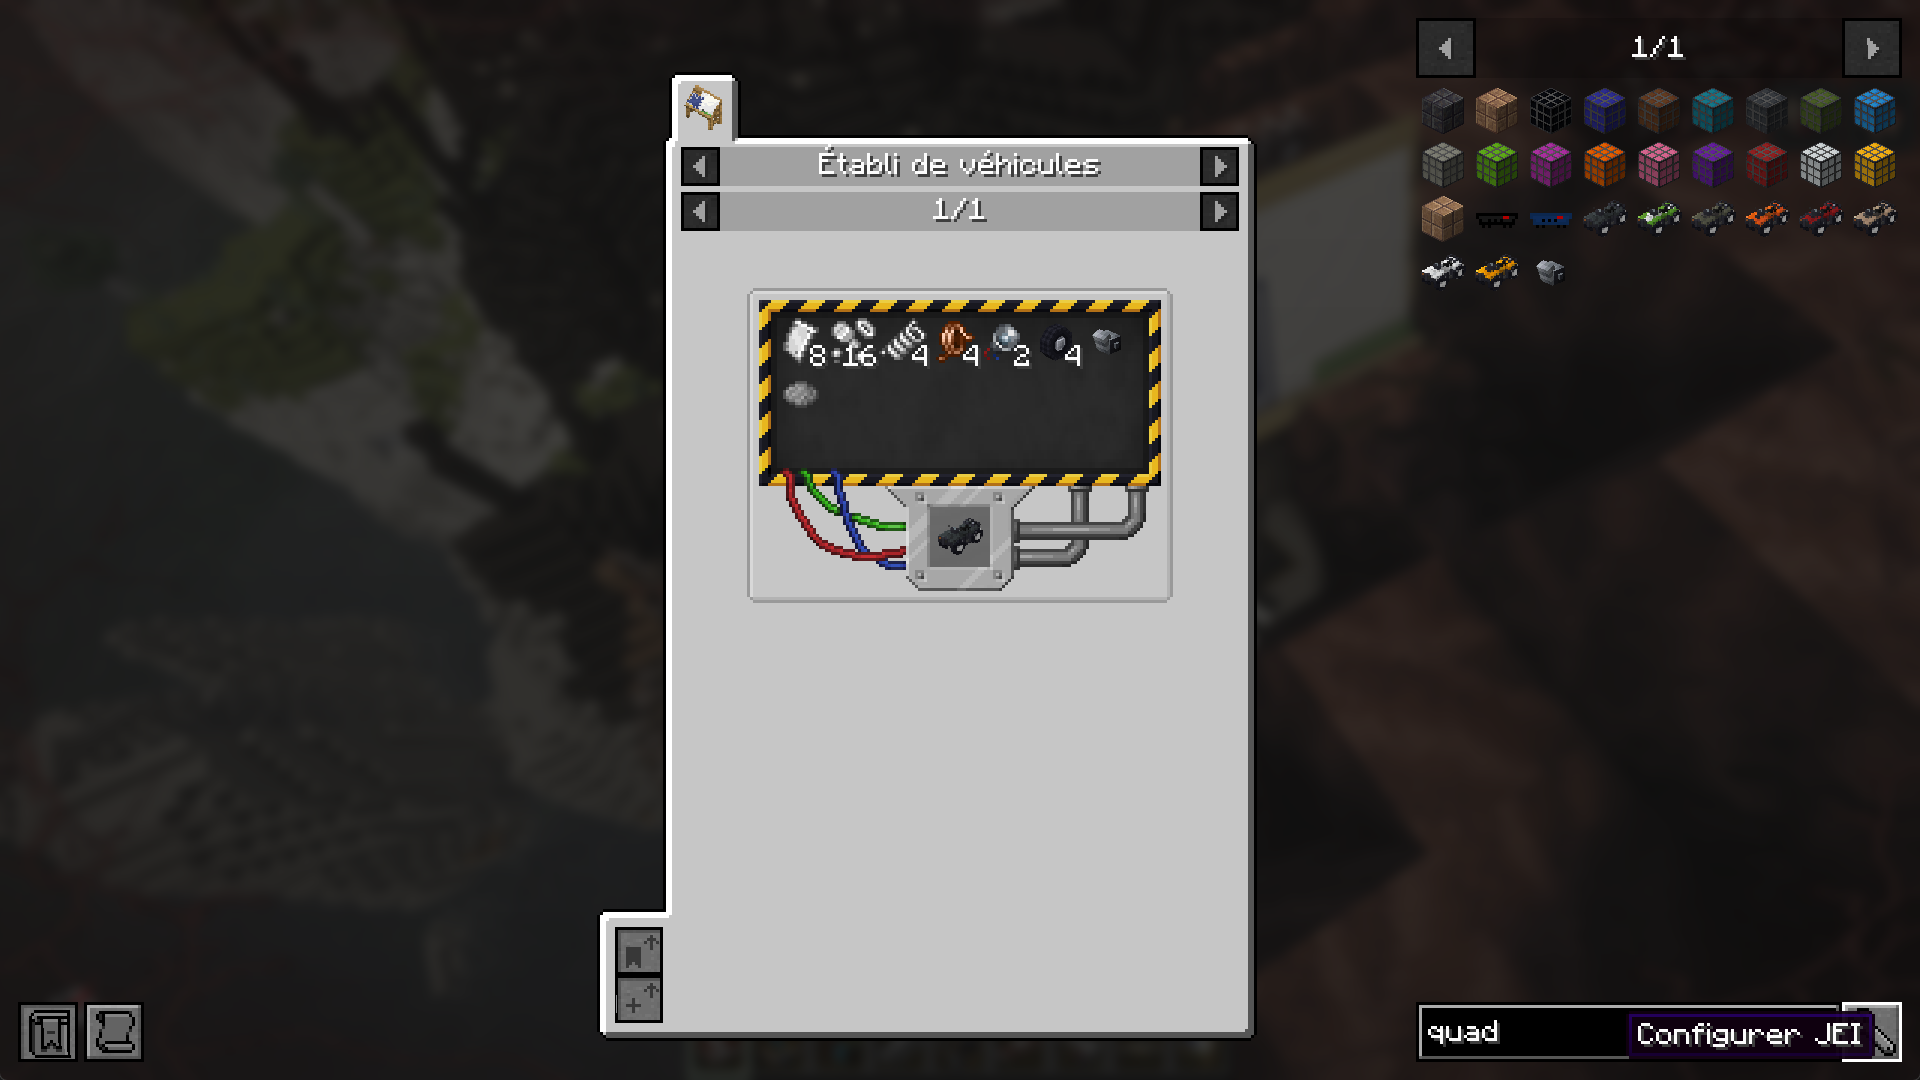 1/1
Établi de véhicules
1/1
8 16 4 4 2 4
quad
Configurer JEI